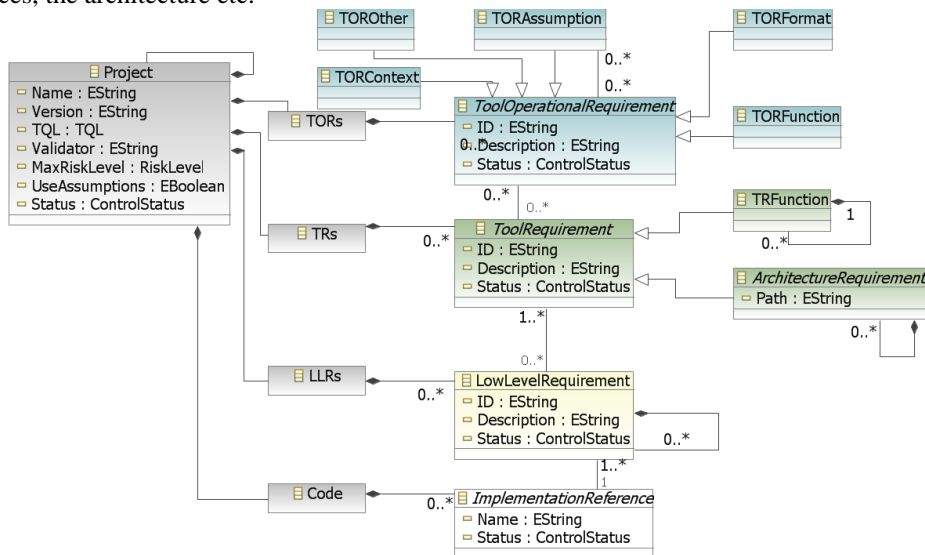 ces, the architecture etc.
TOROther
TORAssumption
TORFormat
0..*
TORContext
0..*
Project
Name : EString
Version : EString
TQL : TQL
Validator : EString
MaxRiskLevel : RiskLevel
UseAssumptions : EBoolean
Status : ControlStatus
TORs
0..*
ToolOperationalRequirement
ID : EString
Description : EString
Status : ControlStatus
TORFunction
0..*
0..*
TRs
0..*
ToolRequirement
ID : EString
Description : EString
Status : ControlStatus
TRFunction
1
0..*
ArchitectureRequirement
Path : EString
0..*
1..*
0..*
LLRs
0..*
LowLevelRequirement
ID : EString
Description : EString
Status : ControlStatus
0..*
1..*
1
Code
0..*
ImplementationReference
Name : EString
Status : ControlStatus